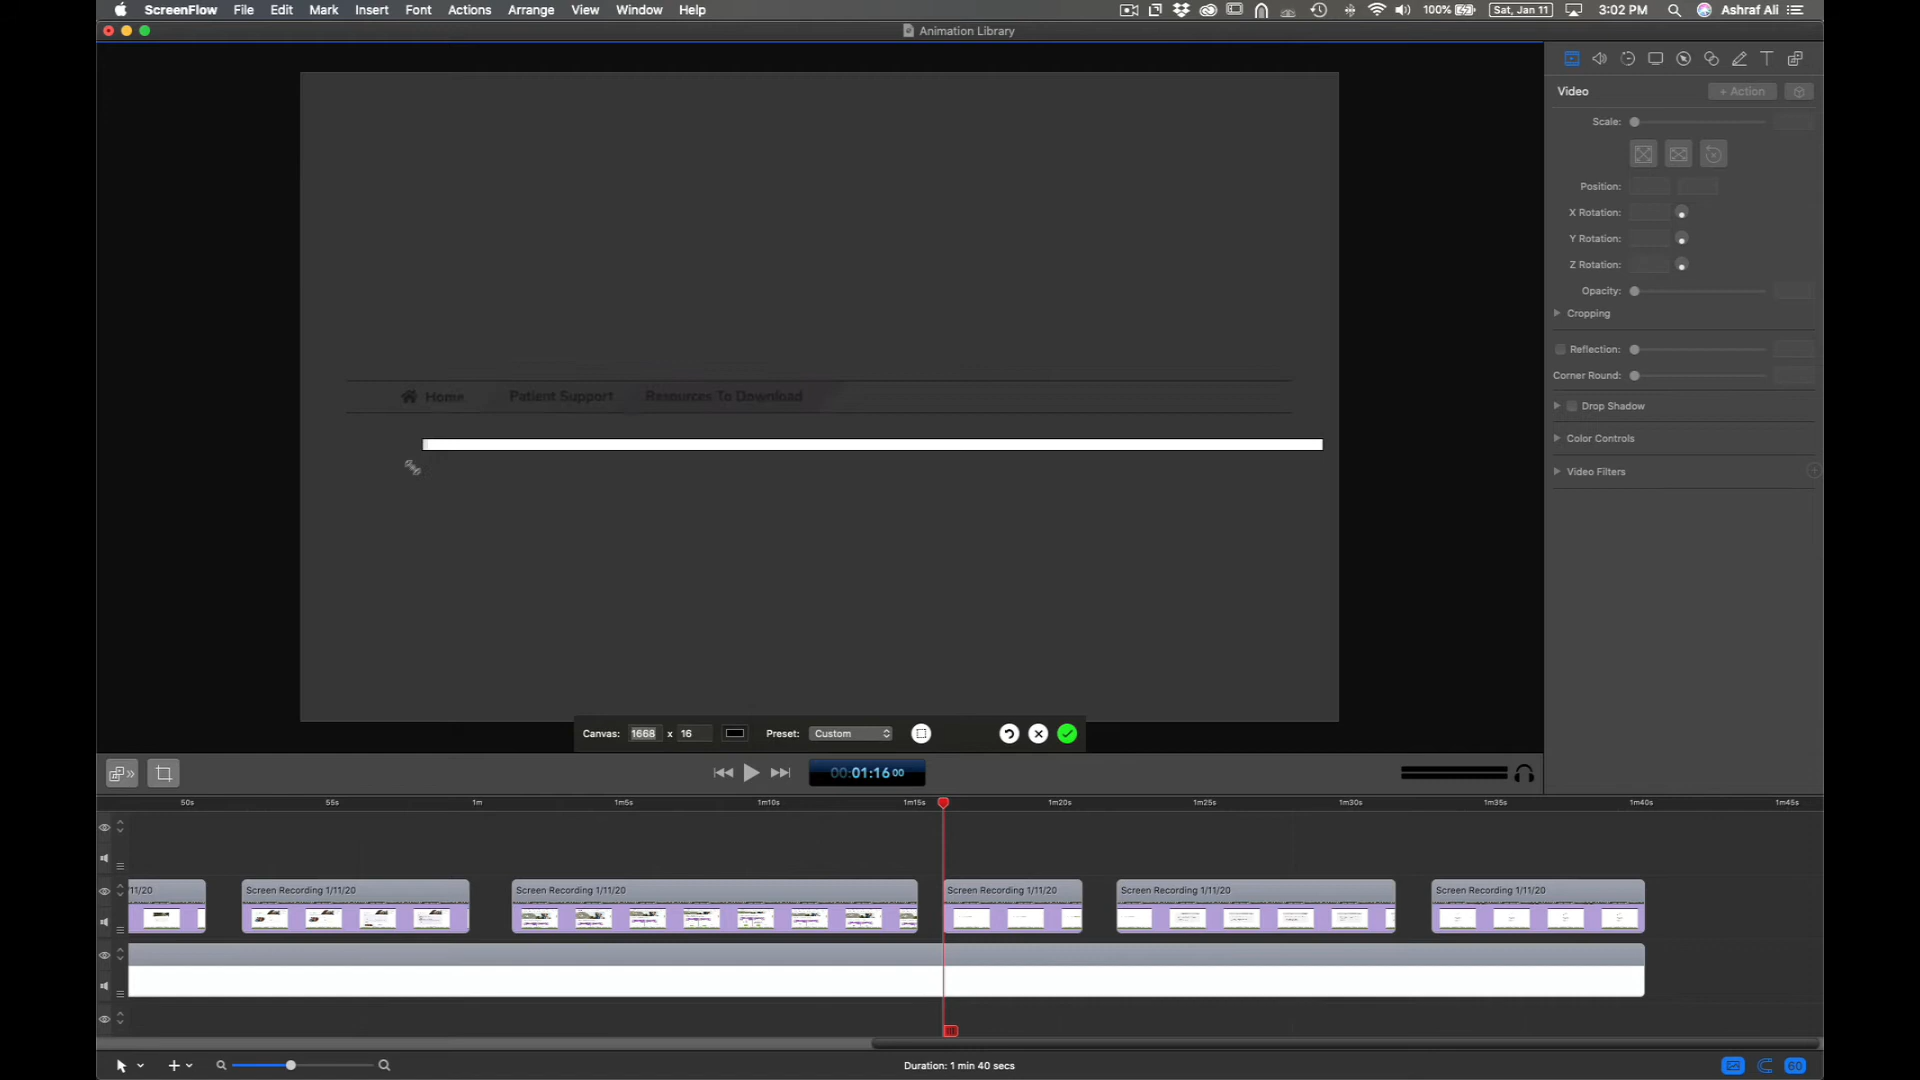 ScreenFlow File Edit Mark Insert Font Actions Arrange View Window Help 100% Sat, Jan 11 3:02 PM Ashraf Ali
Animation Library
Video + Action
Scale:
Position:
X Rotation:
Y Rotation:
Z Rotation:
Opacity:
Cropping
Reflection:
Corner Round:
Drop Shadow
Color Controls
Video Filters
Home Patient Support Resources To Download
Canvas: 1668 x 16 Preset: Custom
00:01:16 00
50s 55s 1m 1m5s 1m10s 1m15s 1m20s 1m25s 1m30s 1m35s 1m40s 1m45s
/11/20 Screen Recording 1/11/20 Screen Recording 1/11/20 Screen Recording 1/11/20 Screen Recording 1/11/20 Screen Recording 1/11/20
Duration: 1 min 40 secs
60